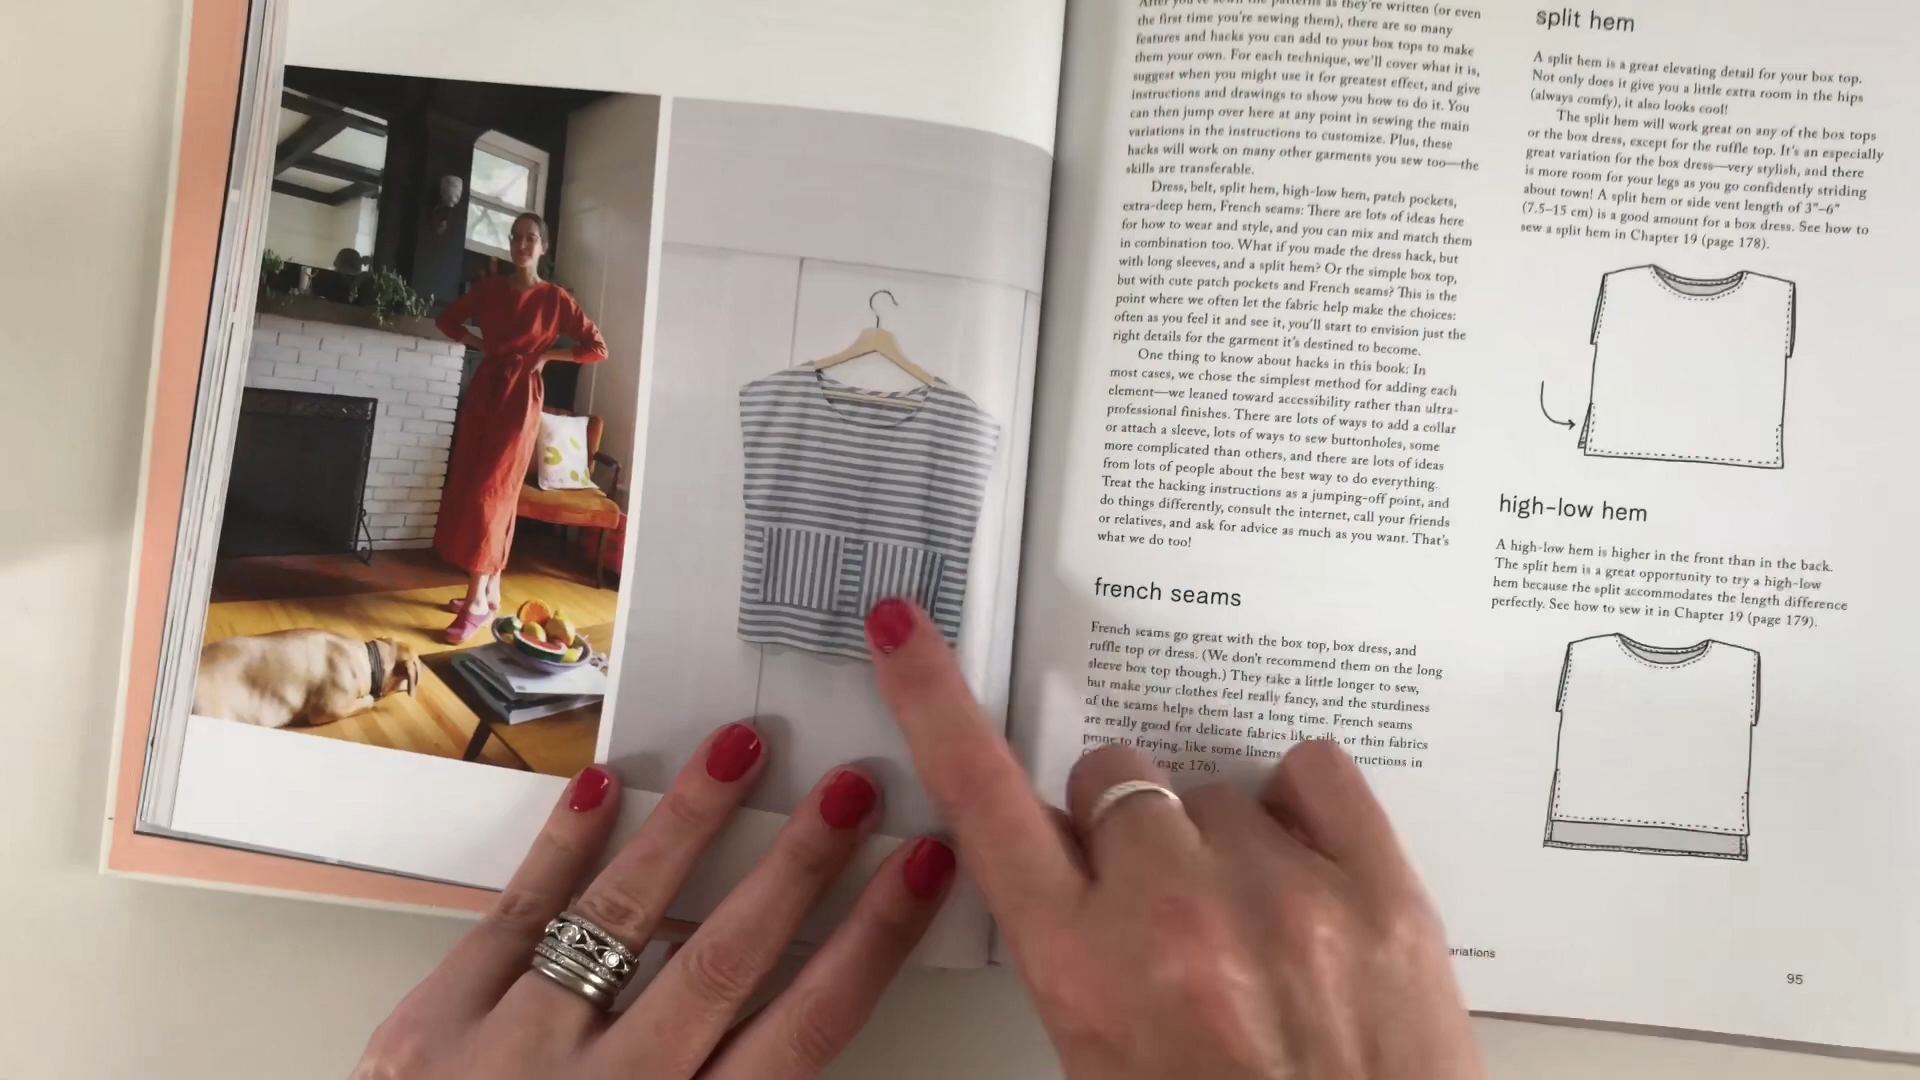 After you've sewn the patterns as they're written (or even
the first time you're sewing them), there are so many
features and hacks you can add to your box tops to make
them your own. For each technique, we'll cover what it is,
suggest when you might use it for greatest effect, and give
instructions and drawings to show you how to do it. You
can then jump over here at any point in sewing the main
variations in the instructions to customize. Plus, these
hacks will work on many other garments you sew too—the
skills are transferable.
Dress, belt, split hem, high-low hem, patch pockets,
extra-deep hem, French seams: There are lots of ideas here
for how to wear and style, and you can mix and match them
in combination too. What if you made the dress hack, but
with long sleeves, and a split hem? Or the simple box top,
but with cute patch pockets and French seams? This is the
point where we often let the fabric help make the choices:
often as you feel it and see it, you'll start to envision just the
right details for the garment it's destined to become.
One thing to know about hacks in this book: In
most cases, we chose the simplest method for adding each
element—we leaned toward accessibility rather than ultra-
professional finishes. There are lots of ways to add a collar
or attach a sleeve, lots of ways to sew buttonholes, some
more complicated than others, and there are lots of ideas
from lots of people about the best way to do everything.
Treat the hacking instructions as a jumping-off point, and
do things differently, consult the internet, call your friends
or relatives, and ask for advice as much as you want. That's
what we do too!
french seams
French seams go great with the box top, box dress, and
ruffle top or dress. (We don't recommend them on the long
sleeve box top though.) They take a little longer to sew,
but make your clothes feel really fancy, and the sturdiness
of the seams helps them last a long time. French seams
are really good for delicate fabrics like silk, or thin fabrics
prone to fraying, like some linens
page 176).
split hem
A split hem is a great elevating detail for your box top.
Not only does it give you a little extra room in the hips
(always comfy), it also looks cool!
The split hem will work great on any of the box tops
or the box dress, except for the ruffle top. It's an especially
great variation for the box dress—very stylish, and there
is more room for your legs as you go confidently striding
about town! A split hem or side vent length of 3"–6"
(7.5–15 cm) is a good amount for a box dress. See how to
sew a split hem in Chapter 19 (page 178).
high-low hem
A high-low hem is higher in the front than in the back.
The split hem is a great opportunity to try a high-low
hem because the split accommodates the length difference
perfectly. See how to sew it in Chapter 19 (page 179).
ariations
95